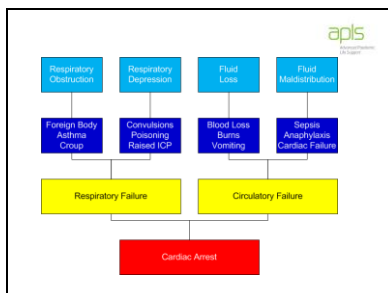 apls
Advanced Paediatric
Life Support
Respiratory
Obstruction
Respiratory
Depression
Fluid
Loss
Fluid
Maldistribution
Foreign Body
Asthma
Croup
Convulsions
Poisoning
Raised ICP
Blood Loss
Burns
Vomiting
Sepsis
Anaphylaxis
Cardiac Failure
Respiratory Failure
Circulatory Failure
Cardiac Arrest